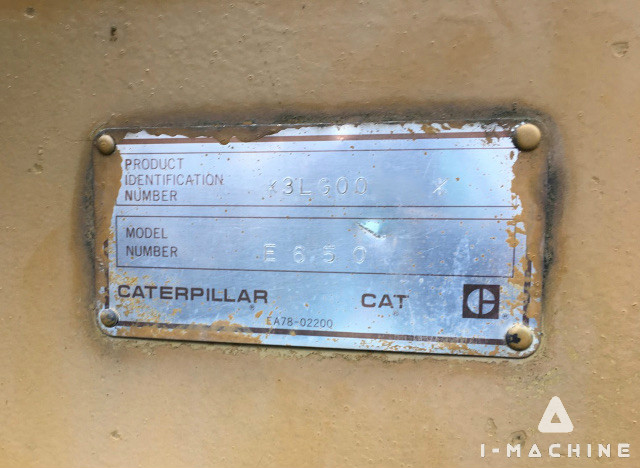 PRODUCT
IDENTIFICATION
NUMBER
MODEL
NUMBER
E650
CATERPILLAR CAT
EA78-02200
I-MACHINE